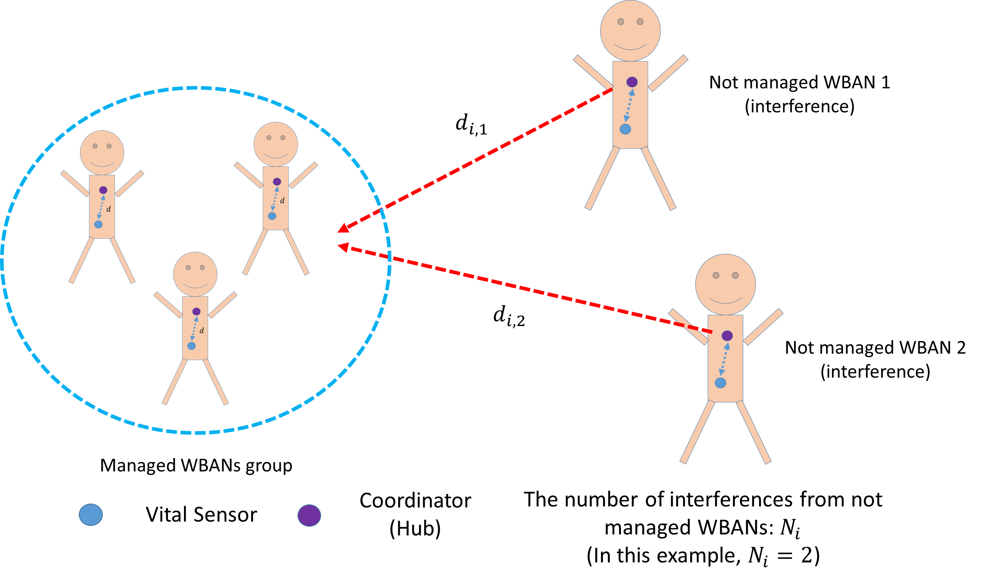 Not managed WBAN 1
(interference)
d_{i,1}
d
d
d
d_{i,2}
Not managed WBAN 2
(interference)
Managed WBANs group
Vital Sensor
Coordinator
(Hub)
The number of interferences from not
managed WBANs: N_i
(In this example, N_i = 2)